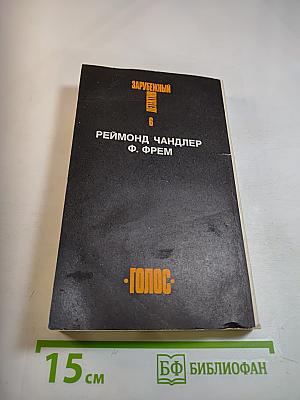 ЗАРУБЕЖНЫЙ
ДЕТЕКТИВ
6
РЕЙМОНД ЧАНДЛЕР
Ф. ФРЕМ
·ГОЛОС·
15 см
БФ БИБЛИОФАН